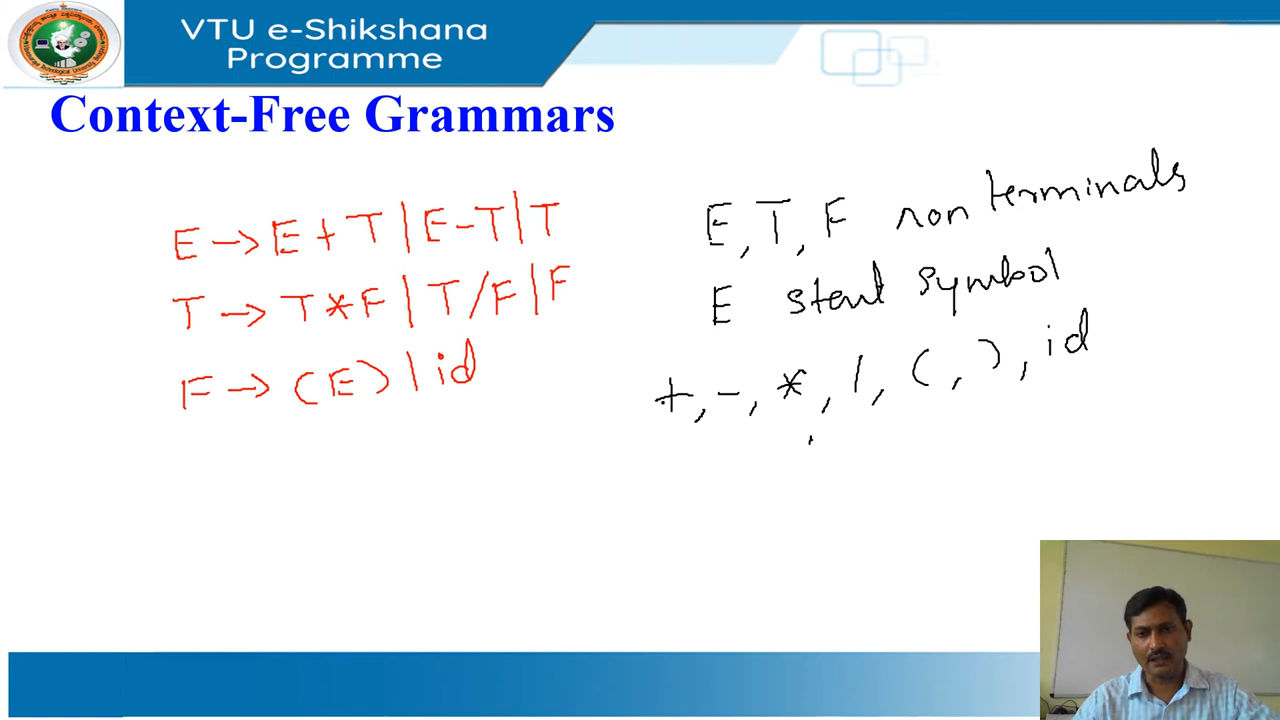 VTU e-Shikshana
Programme
Context-Free Grammars
E → E + T | E - T | T
T → T * F | T / F | F
F → (E) | id
E, T, F non terminals
E start symbol
+, -, *, /, (, ), id